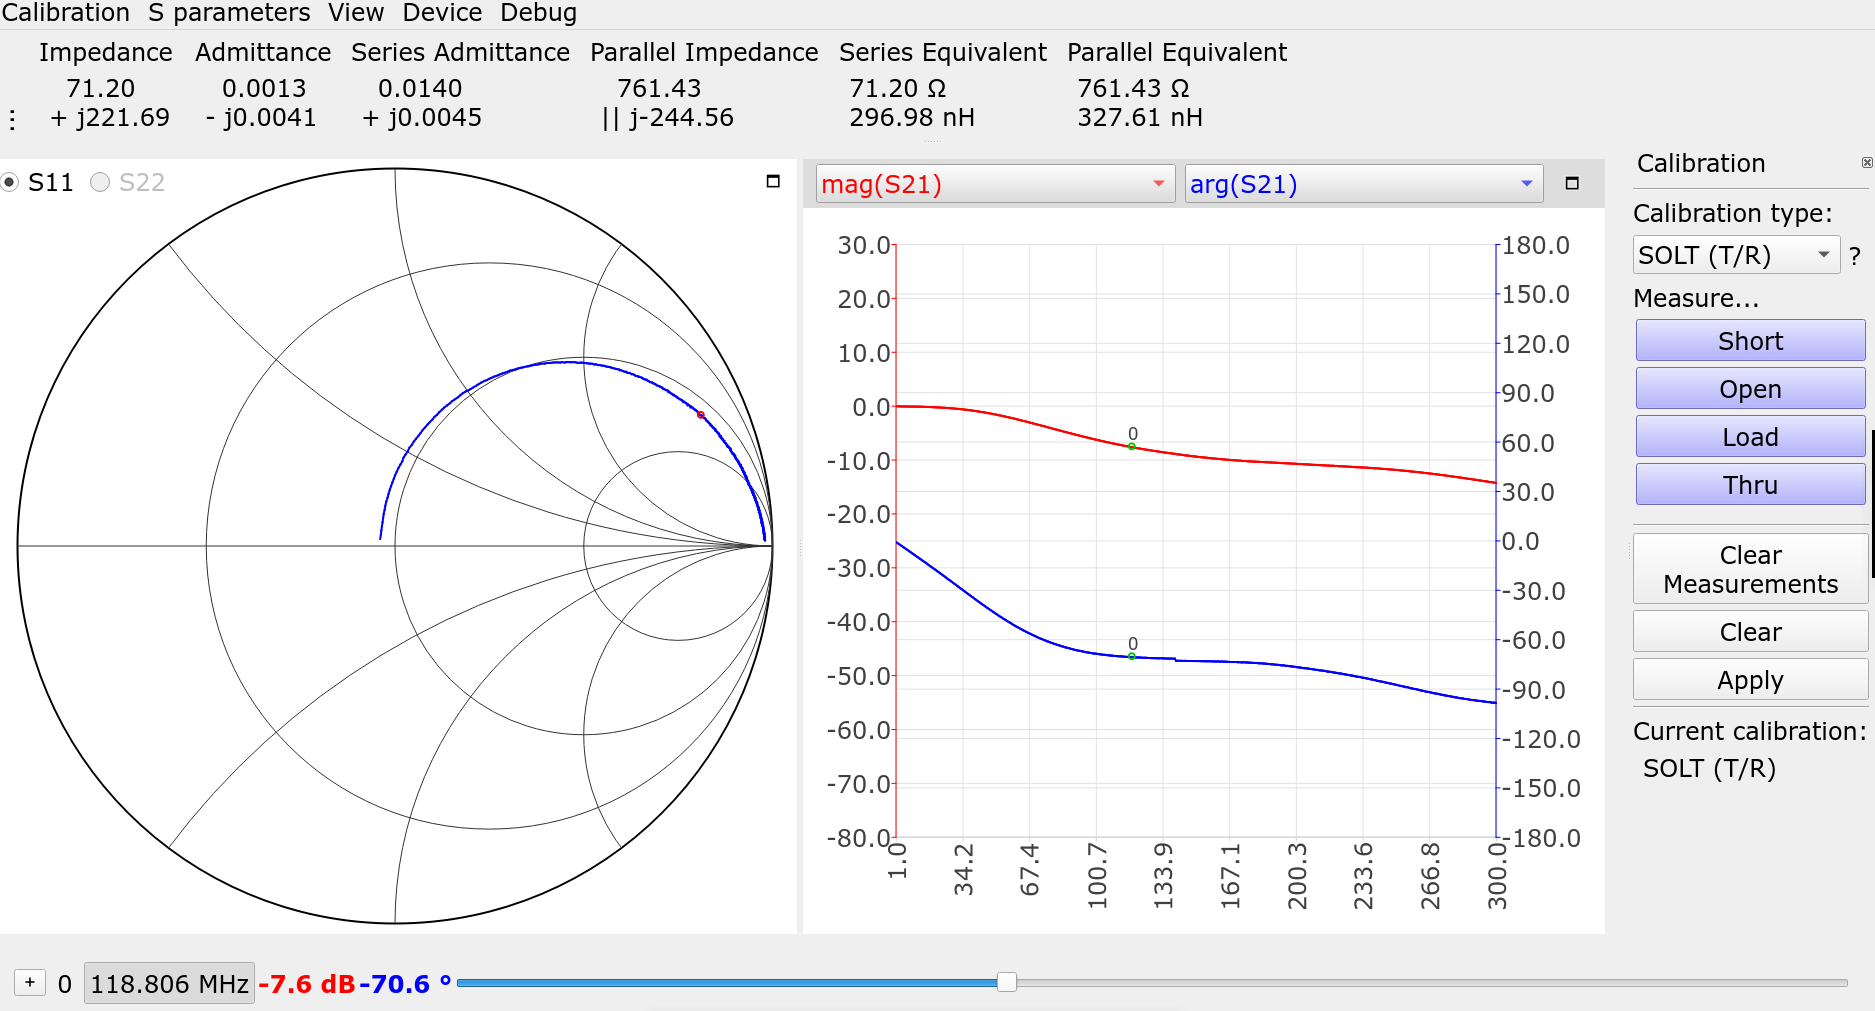 Calibration S parameters View Device Debug
Impedance Admittance Series Admittance Parallel Impedance Series Equivalent Parallel Equivalent
71.20 0.0013 0.0140 761.43 71.20 Ω 761.43 Ω
+ j221.69 - j0.0041 + j0.0045 || j-244.56 296.98 nH 327.61 nH
S11 S22
mag(S21) arg(S21)
30.0
20.0
10.0
0.0
-10.0
-20.0
-30.0
-40.0
-50.0
-60.0
-70.0
-80.0
0
0
180.0
150.0
120.0
90.0
60.0
30.0
0.0
-30.0
-60.0
-90.0
-120.0
-150.0
-180.0
1.0 34.2 67.4 100.7 133.9 167.1 200.3 233.6 266.8 300.0
Calibration
Calibration type:
SOLT (T/R) ?
Measure...
Short
Open
Load
Thru
Clear
Measurements
Clear
Apply
Current calibration:
SOLT (T/R)
+ 0 118.806 MHz -7.6 dB -70.6 °